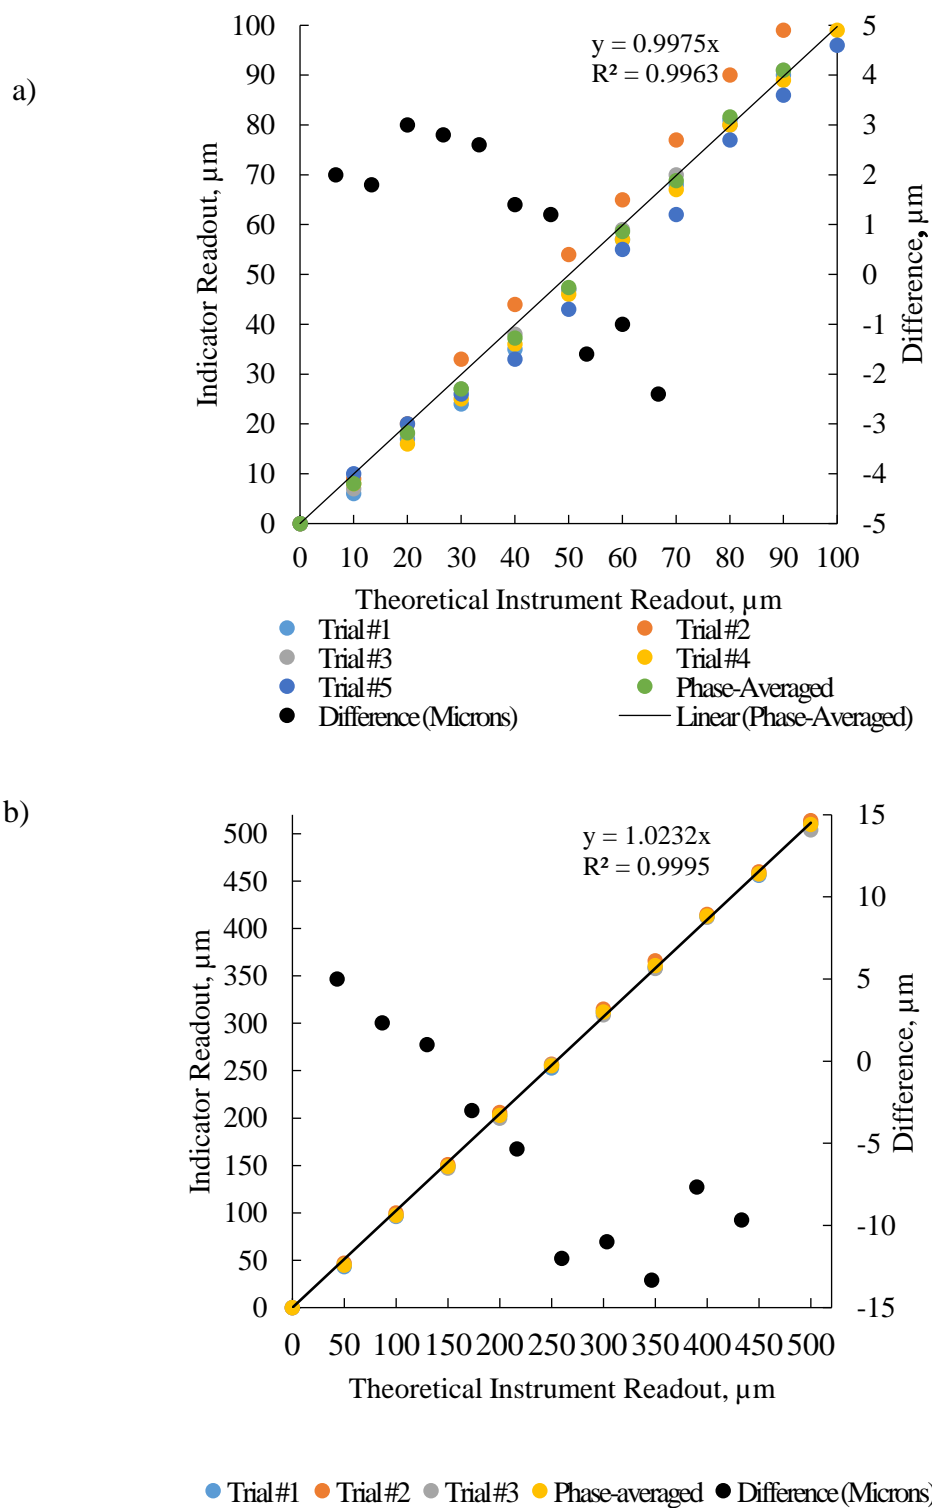 a)
y = 0.9975x
R² = 0.9963
Indicator Readout, µm
100
90
80
70
60
50
40
30
20
10
0
Difference, µm
5
4
3
2
1
0
-1
-2
-3
-4
-5
0 10 20 30 40 50 60 70 80 90 100
Theoretical Instrument Readout, µm
Trial #1 Trial #2
Trial #3 Trial #4
Trial #5 Phase-Averaged
Difference (Microns) Linear (Phase-Averaged)
b)
y = 1.0232x
R² = 0.9995
Indicator Readout, µm
500
450
400
350
300
250
200
150
100
50
0
Difference, µm
15
10
5
0
-5
-10
-15
0 50 100 150 200 250 300 350 400 450 500
Theoretical Instrument Readout, µm
Trial #1 Trial #2 Trial #3 Phase-averaged Difference (Microns)